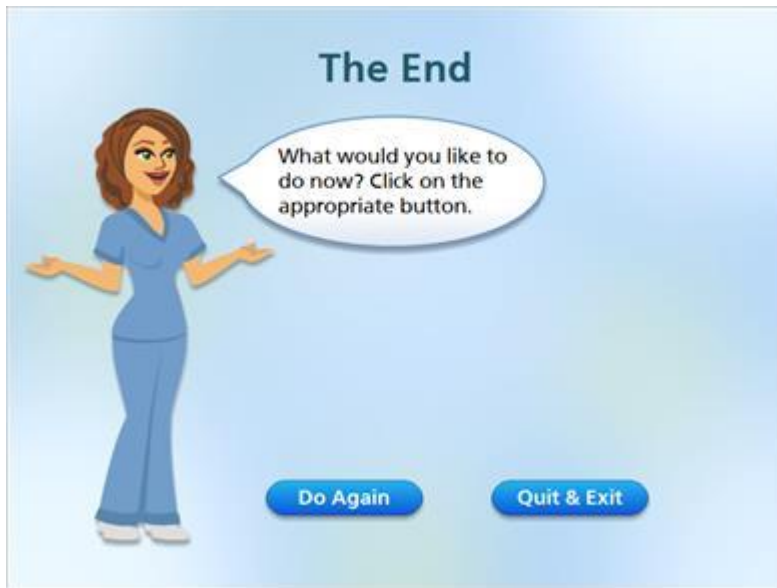 The End
What would you like to
do now? Click on the
appropriate button.
Do Again
Quit & Exit